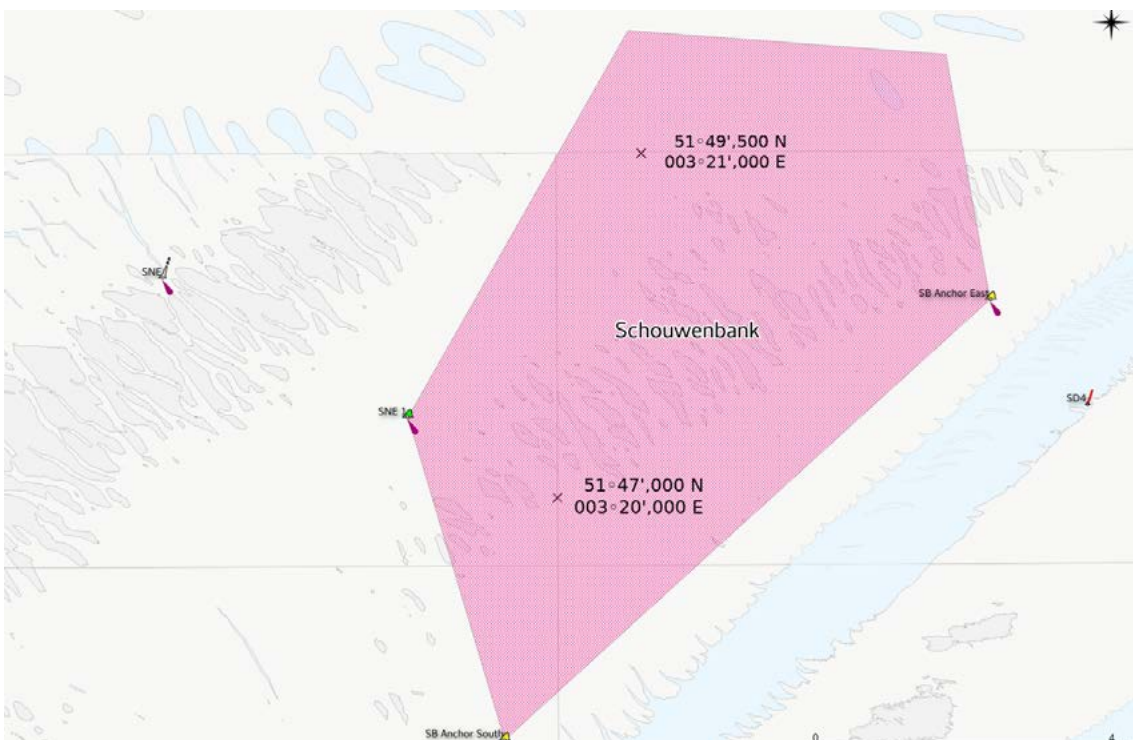 51°49',500 N
003°21',000 E
SNE
SB Anchor East
Schouwenbank
SD4
SNE 1
51°47',000 N
003°20',000 E
SB Anchor South
0
4